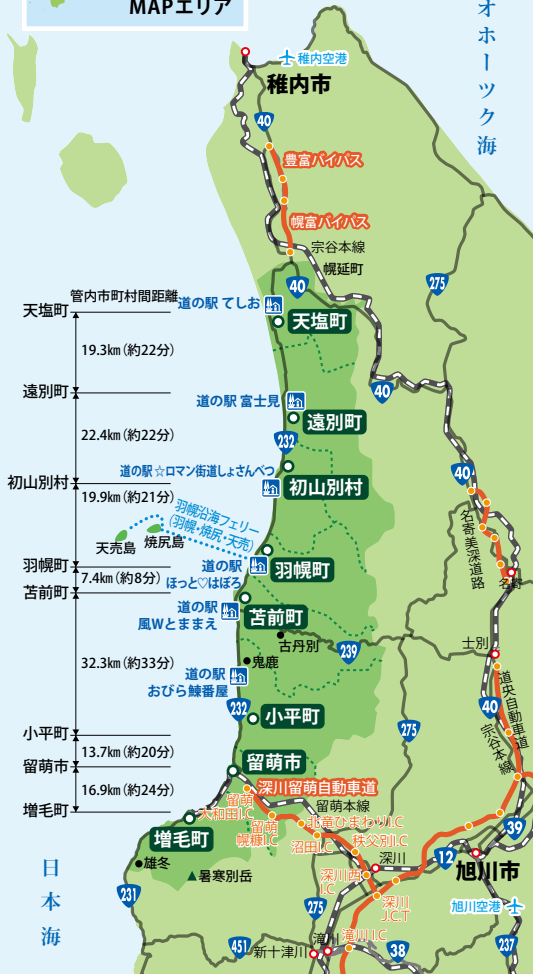 MAPエリア
オホーツク海
稚内空港
稚内市
40
豊富バイパス
幌富バイパス
宗谷本線
幌延町
275
40
管内市町村間距離
道の駅 てしお
天塩町
天塩町
19.3㎞(約22分)
40
遠別町
道の駅 富士見
遠別町
22.4㎞(約22分)
232
40
初山別村
道の駅☆ロマン街道しょさんべつ
初山別村
19.9㎞(約21分)
羽幌沿海フェリー
(羽幌・焼尻・天売)
天売島
焼尻島
名寄美深道路
名寄
羽幌町
道の駅
ほっと♡はぼろ
羽幌町
7.4㎞(約8分)
苫前町
道の駅
風Wとままえ
苫前町
古丹別
239
士別
鬼鹿
32.3㎞(約33分)
道の駅
おびら鰊番屋
道央自動車道
232
小平町
40
宗谷本線
275
小平町
13.7㎞(約20分)
留萌市
留萌市
16.9㎞(約24分)
深川留萌自動車道
留萌本線
増毛町
留萌
大和田I.C
留萌
幌糠I.C
北竜ひまわりI.C
沼田I.C
秩父別I.C
39
増毛町
雄冬
暑寒別岳
深川
深川西
I.C
12
旭川市
日本海
231
275
深川
J.C.T
旭川空港
滝川
滝川I.C
451
新十津川
38
237